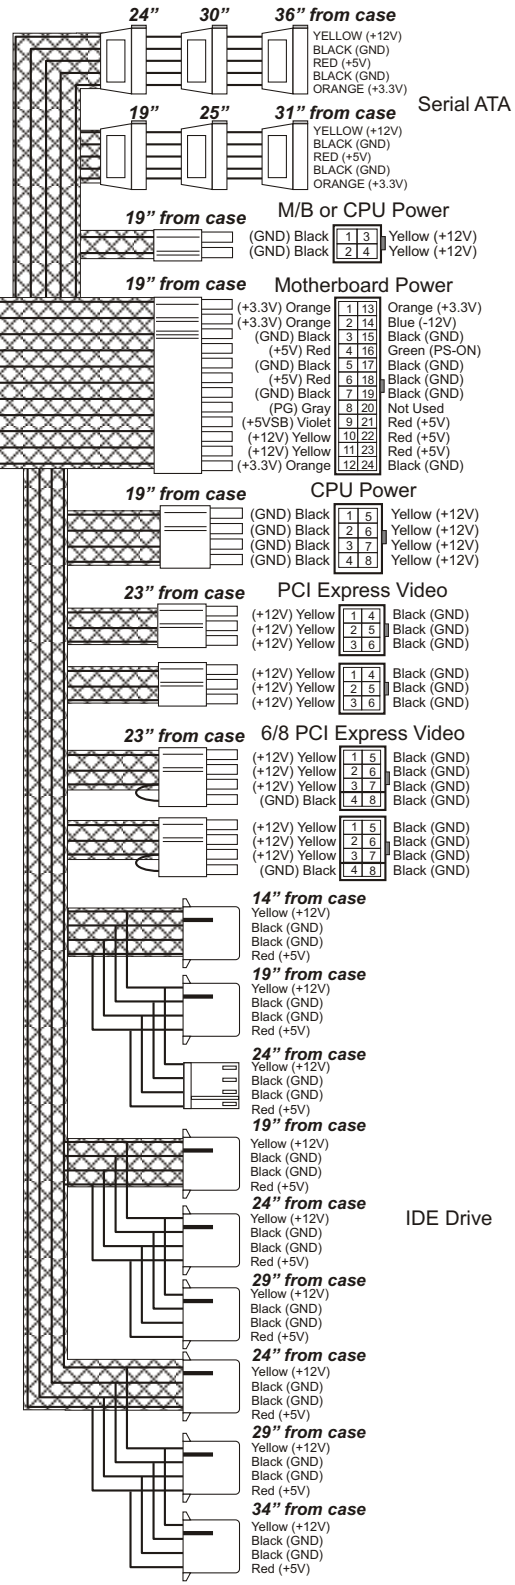 24” 30” 36” from case
YELLOW (+12V)
BLACK (GND)
RED (+5V)
BLACK (GND)
ORANGE (+3.3V)
Serial ATA
19” 25” 31” from case
YELLOW (+12V)
BLACK (GND)
RED (+5V)
BLACK (GND)
ORANGE (+3.3V)
19” from case M/B or CPU Power
(GND) Black 1 3 Yellow (+12V)
(GND) Black 2 4 Yellow (+12V)
19” from case Motherboard Power
(+3.3V) Orange 1 13 Orange (+3.3V)
(+3.3V) Orange 2 14 Blue (-12V)
(GND) Black 3 15 Black (GND)
(+5V) Red 4 16 Green (PS-ON)
(GND) Black 5 17 Black (GND)
(+5V) Red 6 18 Black (GND)
(GND) Black 7 19 Black (GND)
(PG) Gray 8 20 Not Used
(+5VSB) Violet 9 21 Red (+5V)
(+12V) Yellow 10 22 Red (+5V)
(+12V) Yellow 11 23 Red (+5V)
(+3.3V) Orange 12 24 Black (GND)
19” from case CPU Power
(GND) Black 1 5 Yellow (+12V)
(GND) Black 2 6 Yellow (+12V)
(GND) Black 3 7 Yellow (+12V)
(GND) Black 4 8 Yellow (+12V)
23” from case PCI Express Video
(+12V) Yellow 1 4 Black (GND)
(+12V) Yellow 2 5 Black (GND)
(+12V) Yellow 3 6 Black (GND)
(+12V) Yellow 1 4 Black (GND)
(+12V) Yellow 2 5 Black (GND)
(+12V) Yellow 3 6 Black (GND)
23” from case 6/8 PCI Express Video
(+12V) Yellow 1 5 Black (GND)
(+12V) Yellow 2 6 Black (GND)
(+12V) Yellow 3 7 Black (GND)
(GND) Black 4 8 Black (GND)
(+12V) Yellow 1 5 Black (GND)
(+12V) Yellow 2 6 Black (GND)
(+12V) Yellow 3 7 Black (GND)
(GND) Black 4 8 Black (GND)
14” from case
Yellow (+12V)
Black (GND)
Black (GND)
Red (+5V)
19” from case
Yellow (+12V)
Black (GND)
Black (GND)
Red (+5V)
24” from case
Yellow (+12V)
Black (GND)
Black (GND)
Red (+5V)
19” from case
Yellow (+12V)
Black (GND)
Black (GND)
Red (+5V)
24” from case
Yellow (+12V)
Black (GND)
Black (GND)
Red (+5V)
IDE Drive
29” from case
Yellow (+12V)
Black (GND)
Black (GND)
Red (+5V)
24” from case
Yellow (+12V)
Black (GND)
Black (GND)
Red (+5V)
29” from case
Yellow (+12V)
Black (GND)
Black (GND)
Red (+5V)
34” from case
Yellow (+12V)
Black (GND)
Black (GND)
Red (+5V)